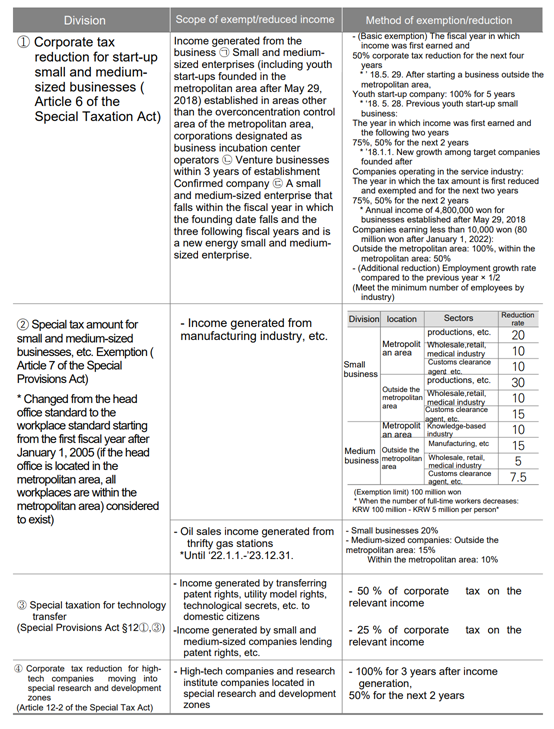 Division
Scope of exempt/reduced income
Method of exemption/reduction
① Corporate tax
reduction for start-up
small and medium-
sized businesses (
Article 6 of the
Special Taxation Act)
Income generated from the
business ㉠ Small and medium-
sized enterprises (including youth
start-ups founded in the
metropolitan area after May 29,
2018) established in areas other
than the overconcentration control
area of the metropolitan area,
corporations designated as
business incubation center
operators ㉡ Venture businesses
within 3 years of establishment
Confirmed company ㉢ A small
and medium-sized enterprise that
falls within the fiscal year in which
the founding date falls and the
three following fiscal years and is
a new energy small and medium-
sized enterprise.
- (Basic exemption) The fiscal year in which
income was first earned and
50% corporate tax reduction for the next four
years
* ' 18.5. 29. After starting a business outside the
metropolitan area,
Youth start-up company: 100% for 5 years
* '18. 5. 28. Previous youth start-up small
business:
The year in which income was first earned and
the following two years
75%, 50% for the next 2 years
* '18.1.1. New growth among target companies
founded after
Companies operating in the service industry:
The year in which the tax amount is first reduced
and exempted and for the next two years
75%, 50% for the next 2 years
* Annual income of 4,800,000 won for
businesses established after May 29, 2018
Companies earning less than 10,000 won (80
million won after January 1, 2022):
Outside the metropolitan area: 100%, within the
area: 50%
- (Additional reduction) Employment growth rate
compared to the previous year × 1/2
(Meet the minimum number of employees by
industry)
② Special tax amount for
small and medium-sized
businesses, etc. Exemption (
Article 7 of the Special
Provisions Act)
* Changed from the head
office standard to the
workplace standard starting
from the first fiscal year after
January 1, 2005 (if the head
office is located in the
metropolitan area, all
workplaces are within the
metropolitan area) considered
to exist)
- Income generated from
manufacturing industry, etc.
Division
location
Sectors
Reduction
rate
Small
business
Metropolit
an area
productions, etc.
20
Wholesale,retail,
medical industry
10
Customs clearance
agent, etc.
10
Outside the
metropolitan
area
productions, etc.
30
Wholesale,retail,
medical industry
10
Customs clearance
agent, etc.
15
Medium
business
Metropolit
an area
Knowledge-based
industry
10
Outside the
metropolitan
area
Manufacturing, etc
15
Wholesale, retail,
medical industry
5
Customs clearance
agent, etc.
7.5
(Exemption limit) 100 million won
* When the number of full-time workers decreases:
KRW 100 million - KRW 5 million per person*
- Oil sales income generated from
thrifty gas stations
*Until '22.1.1.-'23.12.31.
- Small businesses 20%
- Medium-sized companies: Outside the
metropolitan area: 15%
Within the metropolitan area: 10%
③ Special taxation for technology
transfer
(Special Provisions Act §12①,③)
- Income generated by transferring
patent rights, utility model rights,
technological secrets, etc. to
domestic citizens
-Income generated by small and
medium-sized companies lending
patent rights, etc.
- 50 % of corporate tax on the
relevant income
- 25 % of corporate tax on the
relevant income
④ Corporate tax reduction for high-
tech companies moving into
special research and development
zones
(Article 12-2 of the Special Tax Act)
- High-tech companies and research
institute companies located in
special research and development
zones
- 100% for 3 years after income
generation,
50% for the next 2 years